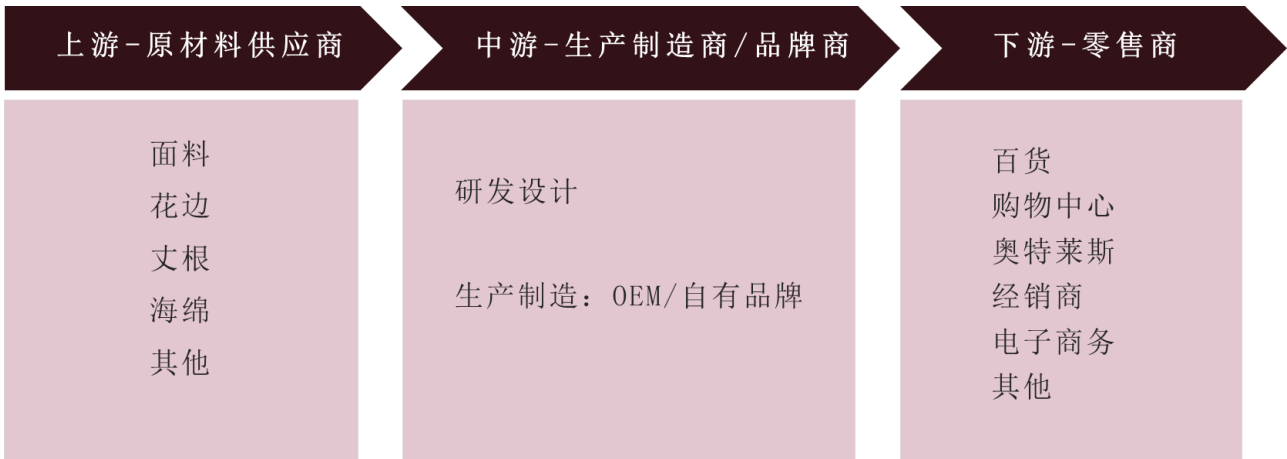 上游-原材料供应商
面料
花边
丈根
海绵
其他
中游-生产制造商/品牌商
研发设计
生产制造：OEM/自有品牌
下游-零售商
百货
购物中心
奥特莱斯
经销商
电子商务
其他